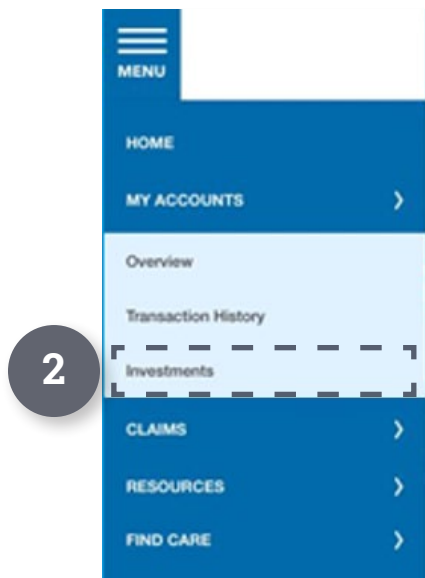 MENU
HOME
MY ACCOUNTS
Overview
Transaction History
2
Investments
CLAIMS
RESOURCES
FIND CARE